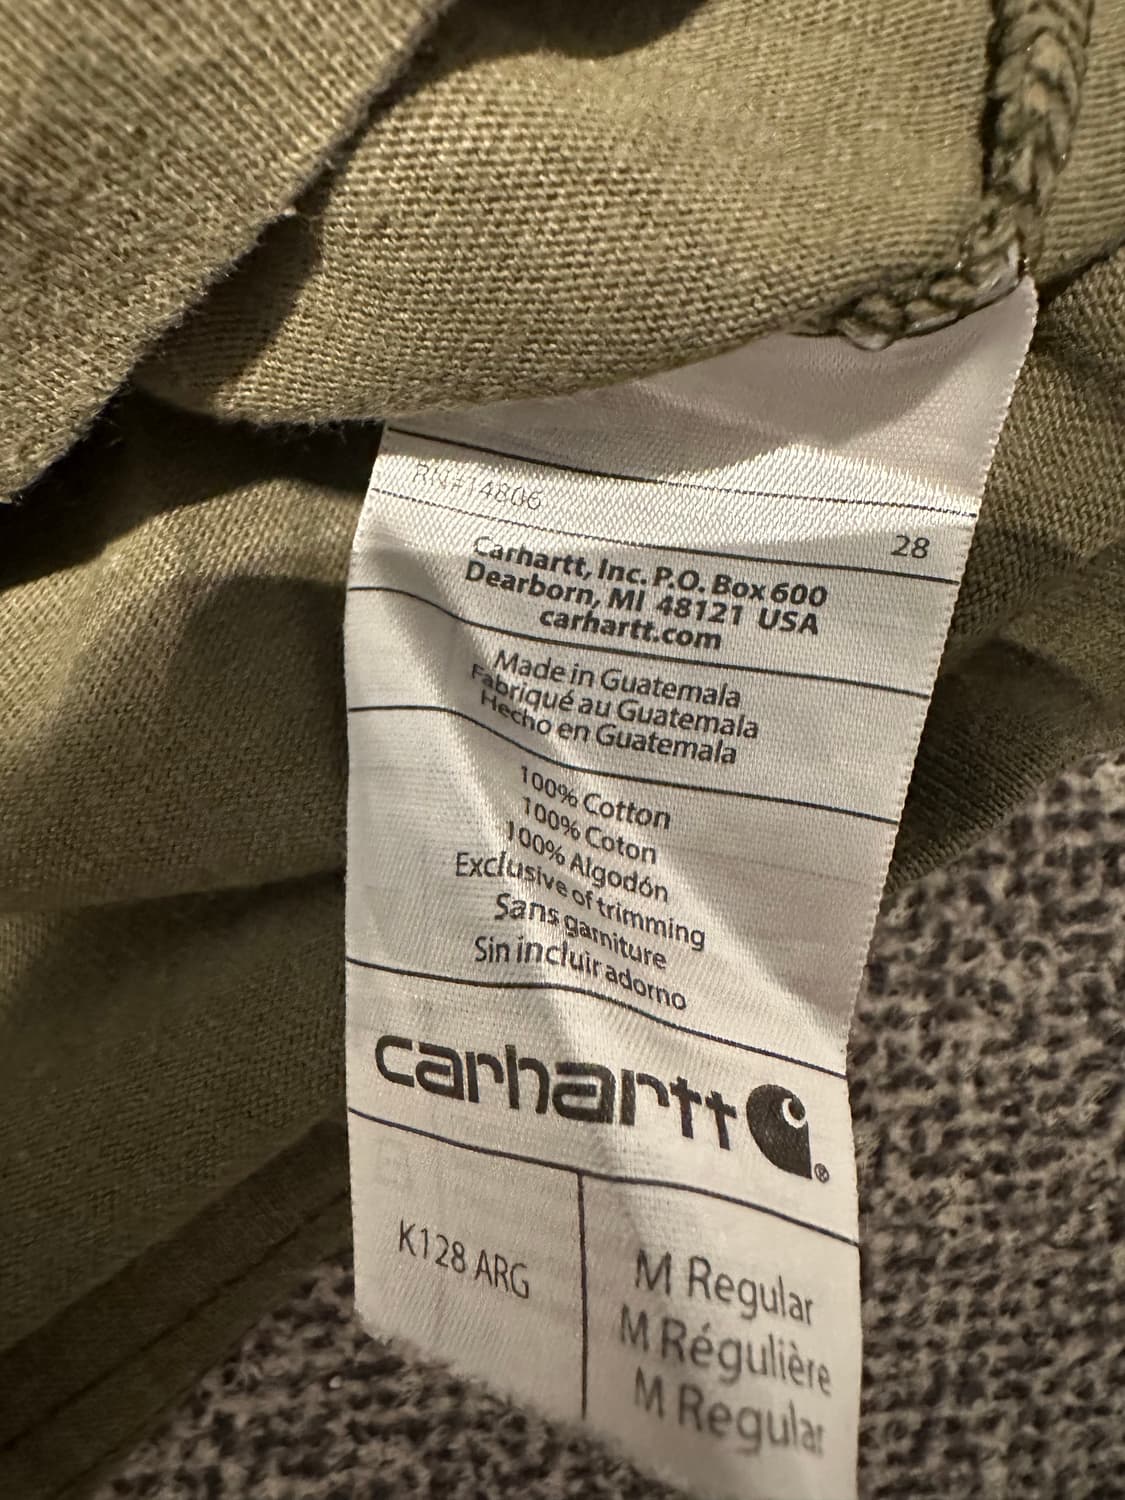 RN#14806
28
Carhartt, Inc. P.O. Box 600
Dearborn, MI 48121 USA
carhartt.com
Made in Guatemala
Fabriqué au Guatemala
Hecho en Guatemala
100% Cotton
100% Coton
100% Algodón
Exclusive of trimming
Sans garniture
Sin incluir adorno
carhartt ®
K128 ARG
M Regular
M Régulière
M Regular